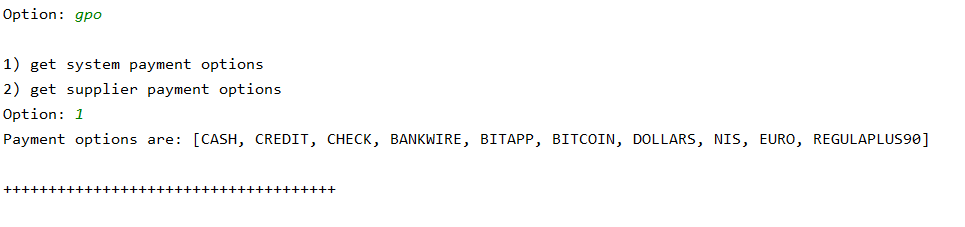 Option: gpo
1) get system payment options
2) get supplier payment options
Option: 1
Payment options are: [CASH, CREDIT, CHECK, BANKWIRE, BITAPP, BITCOIN, DOLLARS, NIS, EURO, REGULAPLUS90]
+++++++++++++++++++++++++++++++++++++